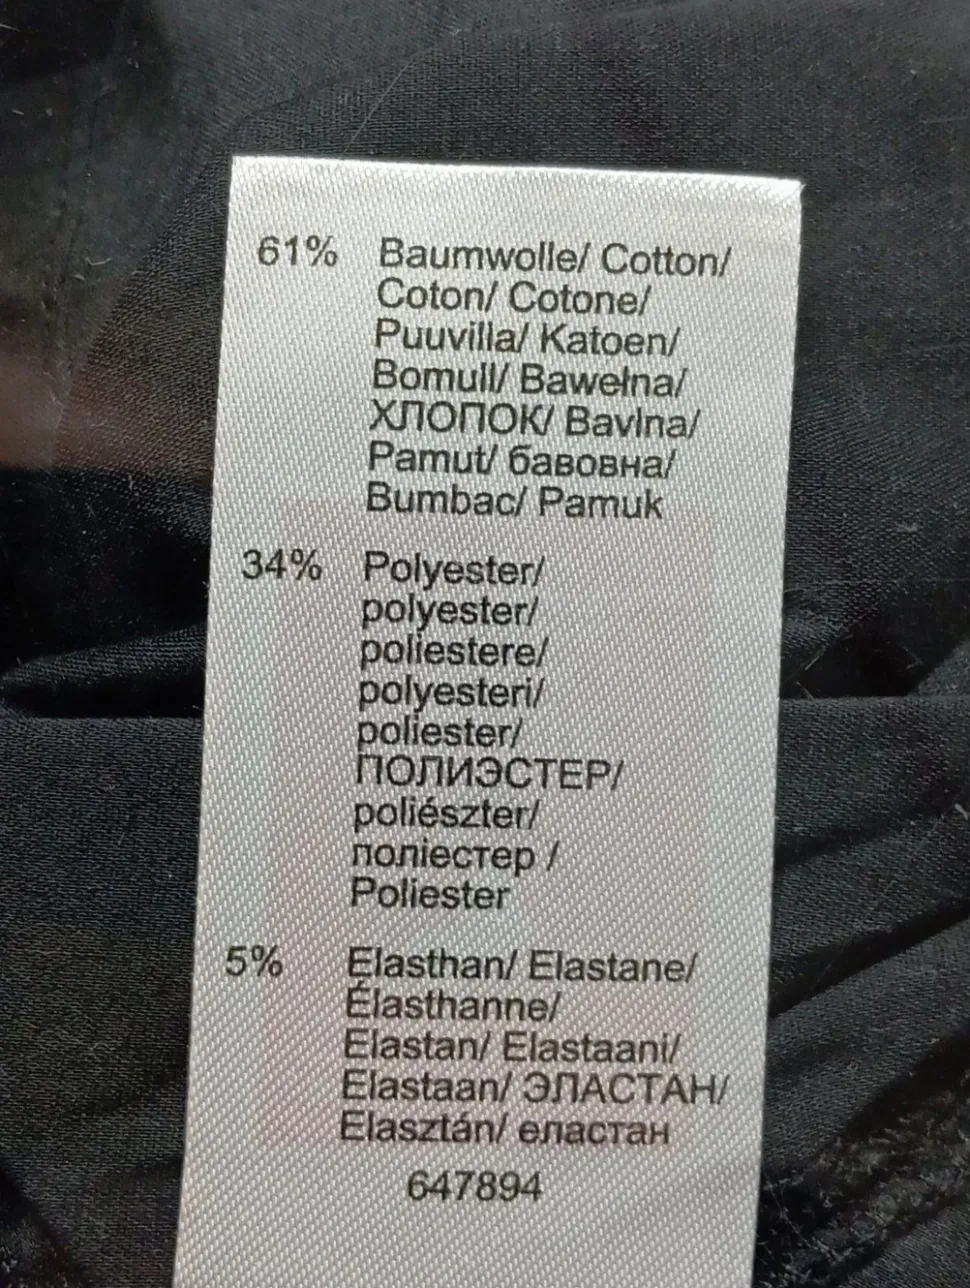 61% Baumwolle/ Cotton/
Coton/ Cotone/
Puuvilla/ Katoen/
Bomull/ Bawełna/
ХЛОПОК/ Bavlna/
Pamut/ бавовна/
Bumbac/ Pamuk
34% Polyester/
polyester/
poliestere/
polyesteri/
poliester/
ПОЛИЭСТЕР/
poliészter/
поліестер /
Poliester
5% Elasthan/ Elastane/
Élasthanne/
Elastan/ Elastaani/
Elastaan/ ЭЛАСТАН/
Elasztán/ еластан
647894